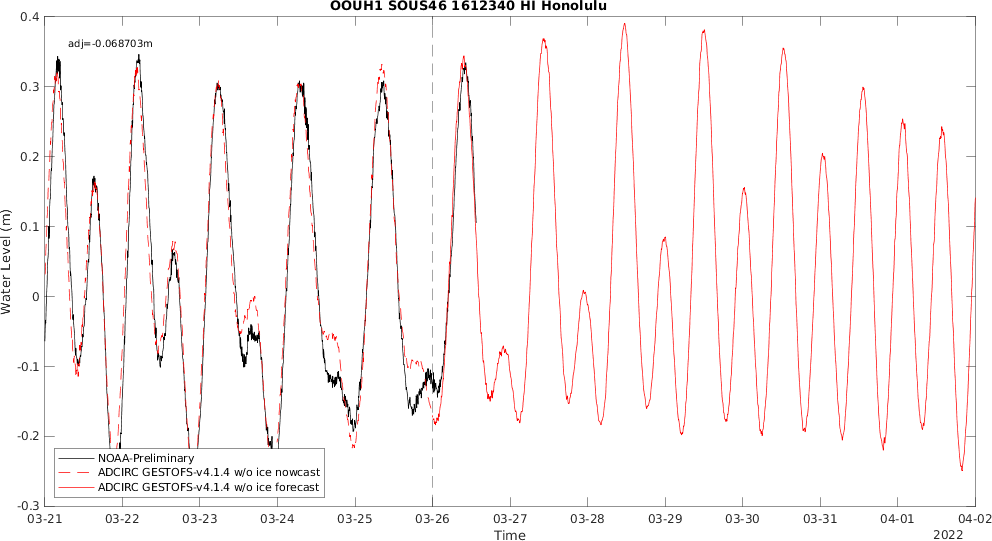 OOUH1 SOUS46 1612340 HI Honolulu
adj=-0.068703m
0.4
0.3
0.2
0.1
0
-0.1
-0.2
-0.3
Water Level (m)
NOAA-Preliminary
ADCIRC GESTOFS-v4.1.4 w/o ice nowcast
ADCIRC GESTOFS-v4.1.4 w/o ice forecast
03-21 03-22 03-23 03-24 03-25 03-26 03-27 03-28 03-29 03-30 03-31 04-01 04-02
Time
2022